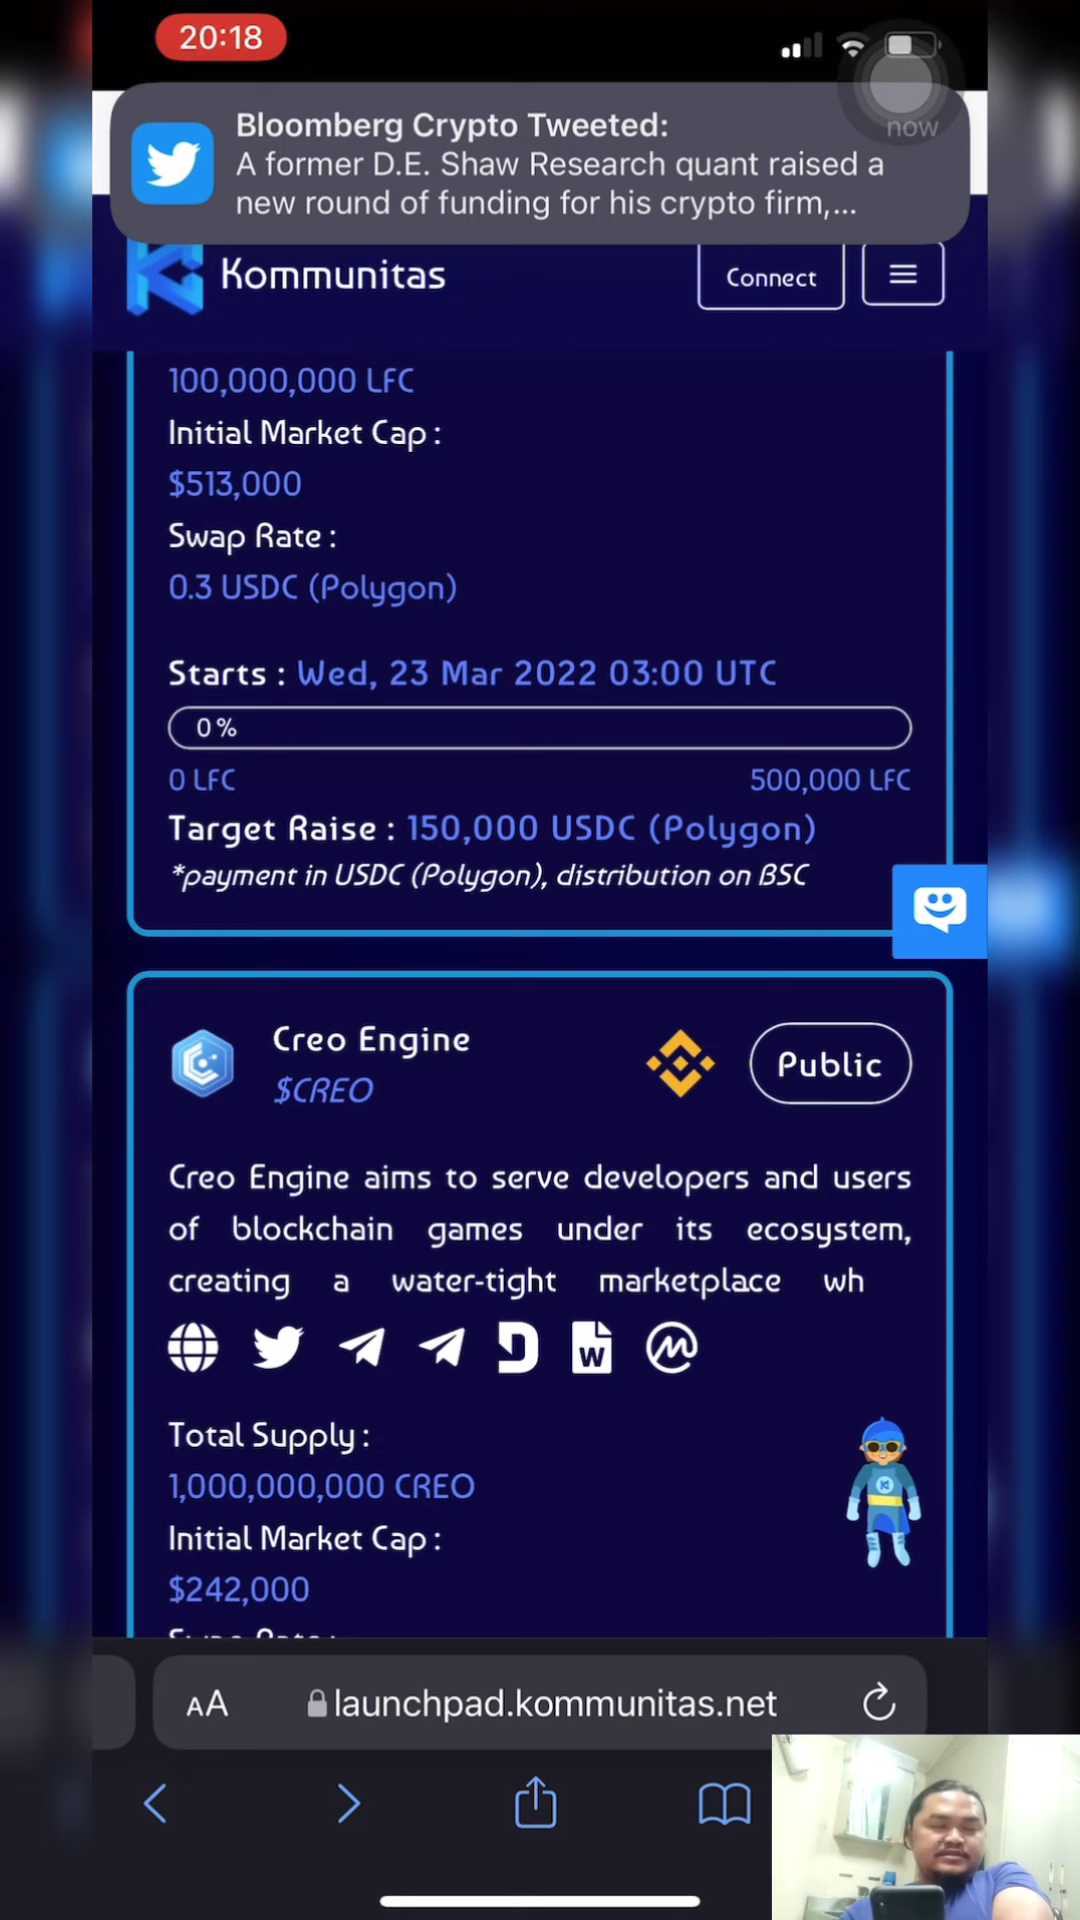 20:18
Bloomberg Crypto Tweeted:
now
A former D.E. Shaw Research quant raised a
new round of funding for his crypto firm,...
Kommunitas
Connect
100,000,000 LFC
Initial Market Cap :
$513,000
Swap Rate :
0.3 USDC (Polygon)
Starts : Wed, 23 Mar 2022 03:00 UTC
0%
0 LFC
500,000 LFC
Target Raise : 150,000 USDC (Polygon)
*payment in USDC (Polygon), distribution on BSC
Creo Engine
$CREO
Public
Creo Engine aims to serve developers and users
of blockchain games under its ecosystem,
creating a water-tight marketplace wh
W
Total Supply :
1,000,000,000 CREO
Initial Market Cap :
$242,000
AA
launchpad.kommunitas.net